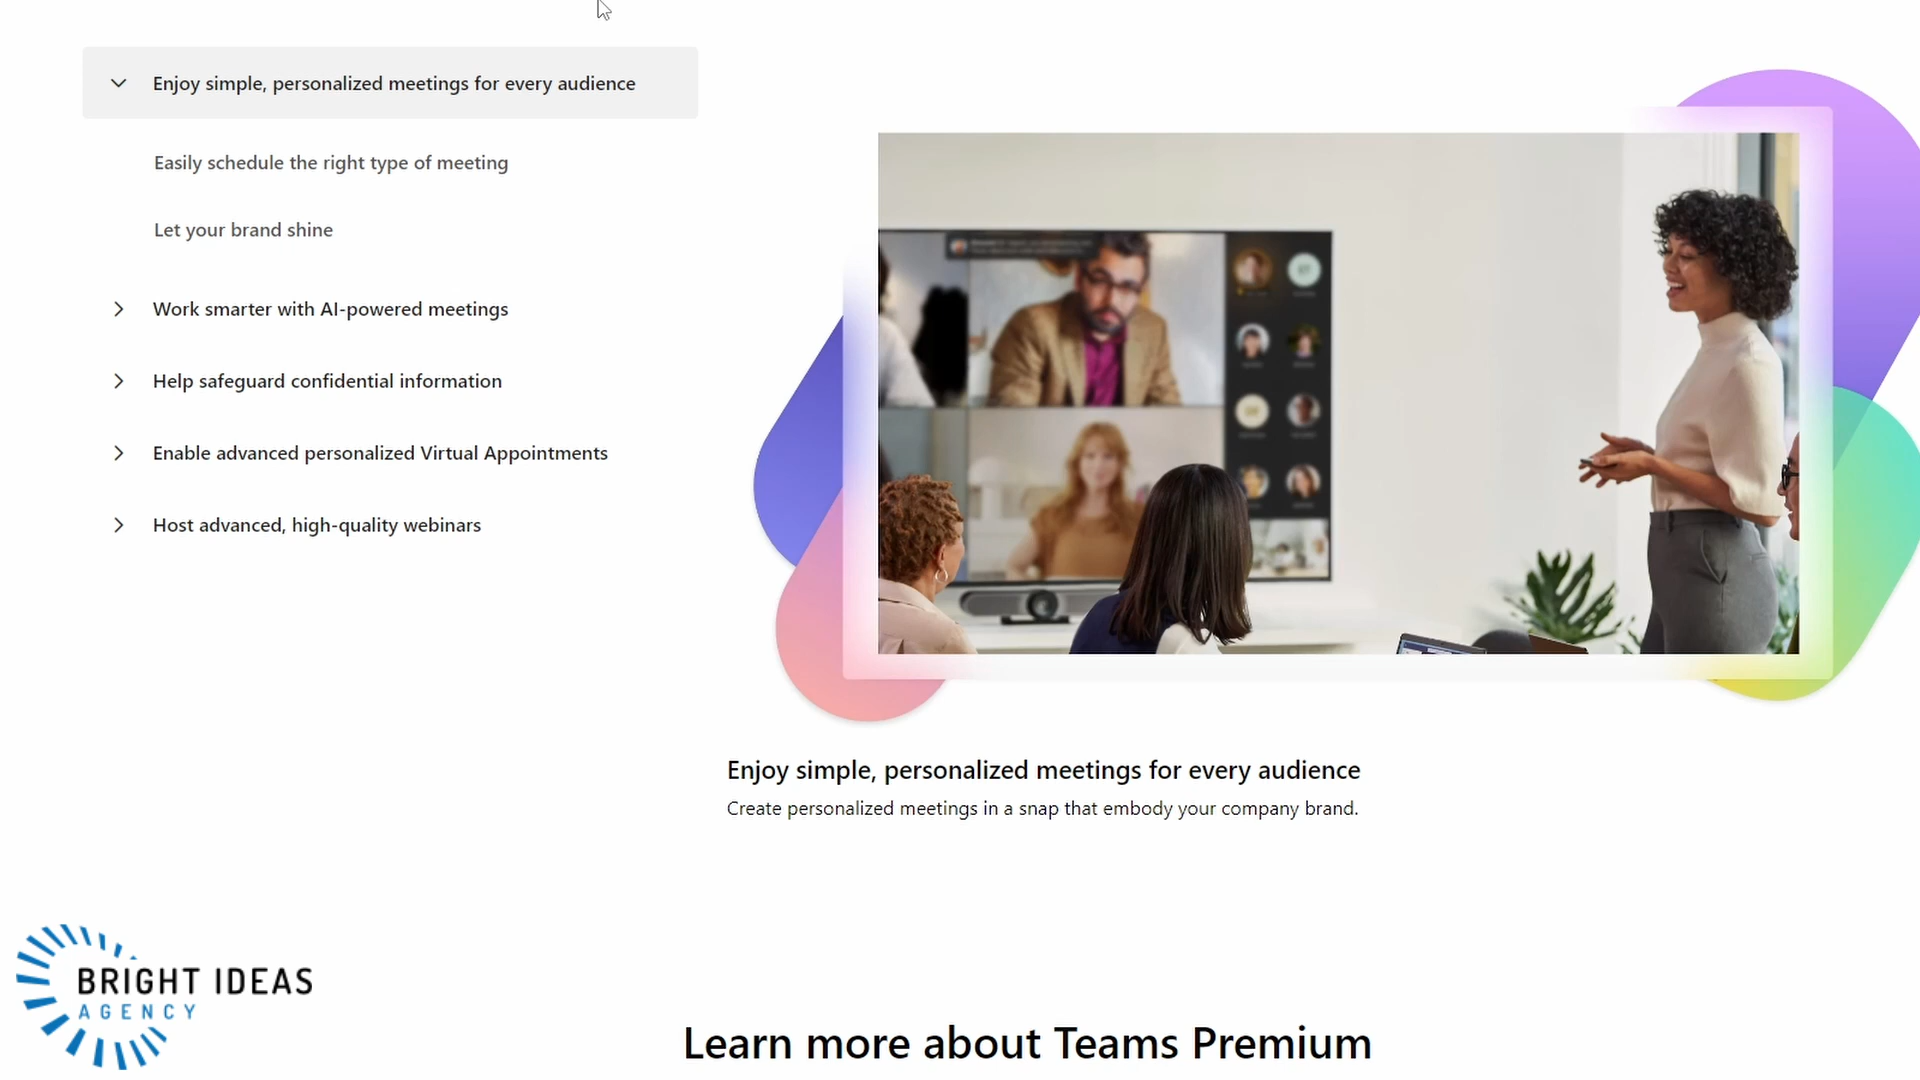 Enjoy simple, personalized meetings for every audience
Easily schedule the right type of meeting
Let your brand shine
Work smarter with AI-powered meetings
Help safeguard confidential information
Enable advanced personalized Virtual Appointments
Host advanced, high-quality webinars
Enjoy simple, personalized meetings for every audience
Create personalized meetings in a snap that embody your company brand.
BRIGHT IDEAS
AGENCY
Learn more about Teams Premium